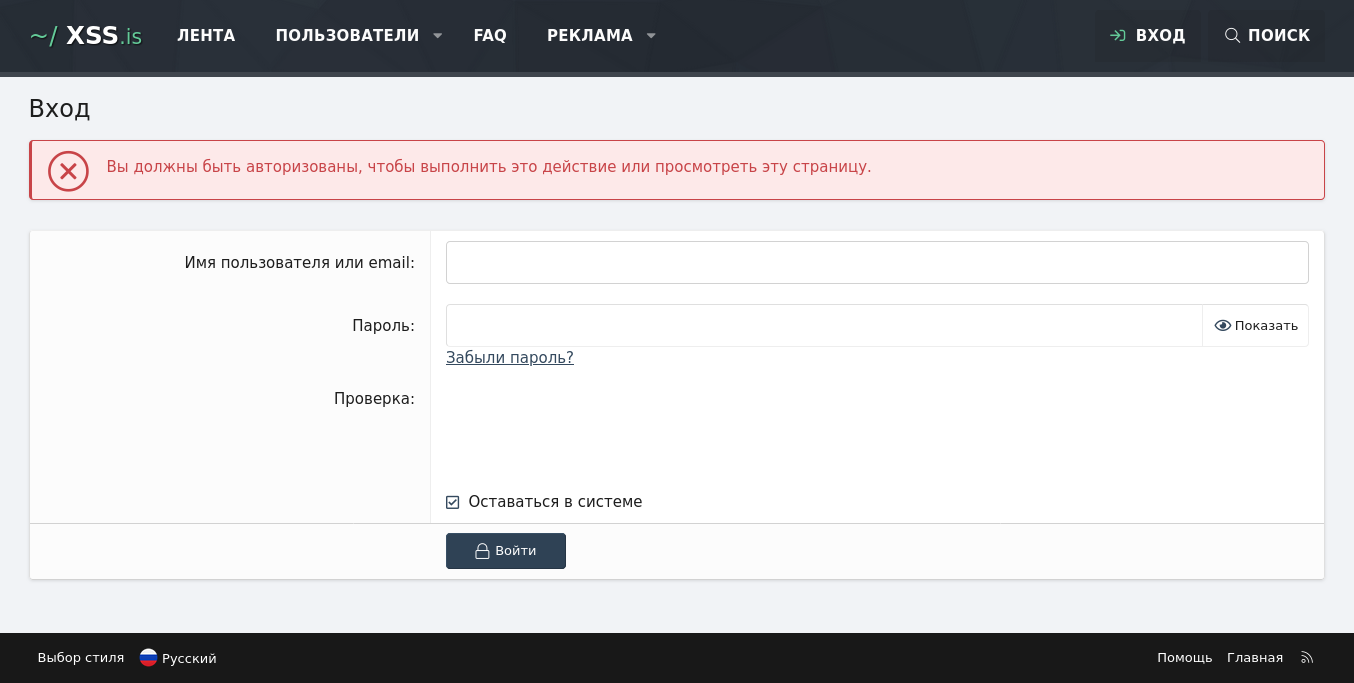 ~/ XSS.is ЛЕНТА ПОЛЬЗОВАТЕЛИ FAQ РЕКЛАМА ВХОД ПОИСК
Вход
Вы должны быть авторизованы, чтобы выполнить это действие или просмотреть эту страницу.
Имя пользователя или email:
Пароль: Показать
Забыли пароль?
Проверка:
Оставаться в системе
Войти
Выбор стиля Русский Помощь Главная